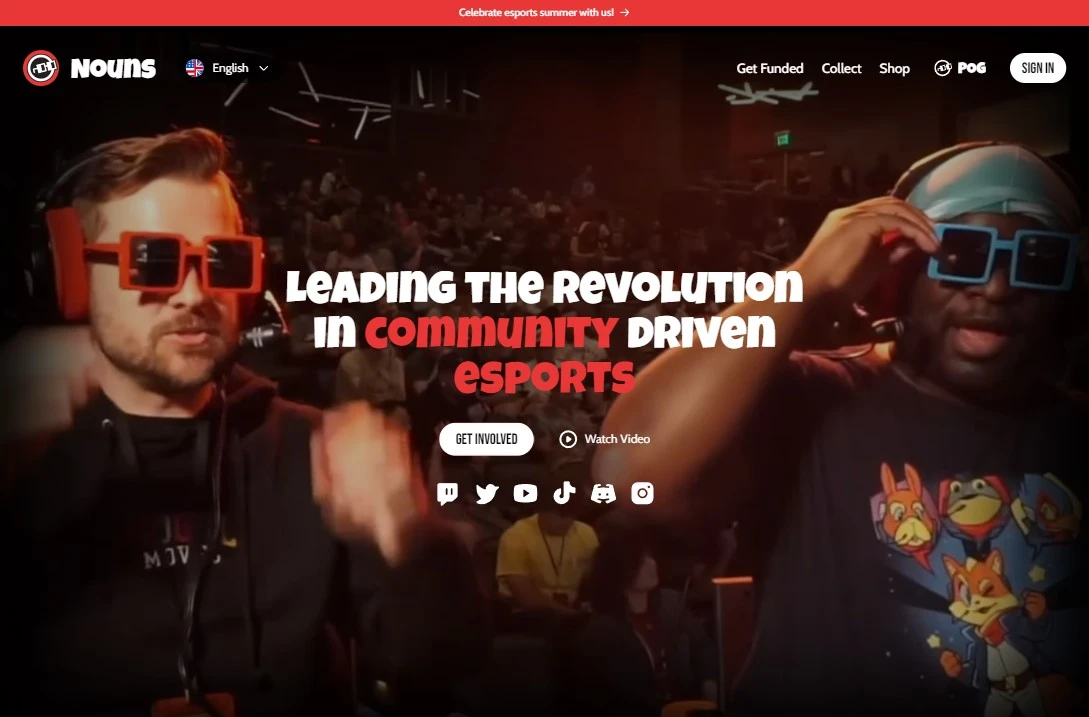 Celebrate esports summer with us! →
Nouns
English
Get Funded
Collect
Shop
POG
SIGN IN
Leading the Revolution
in Community Driven
esports
GET INVOLVED
Watch Video